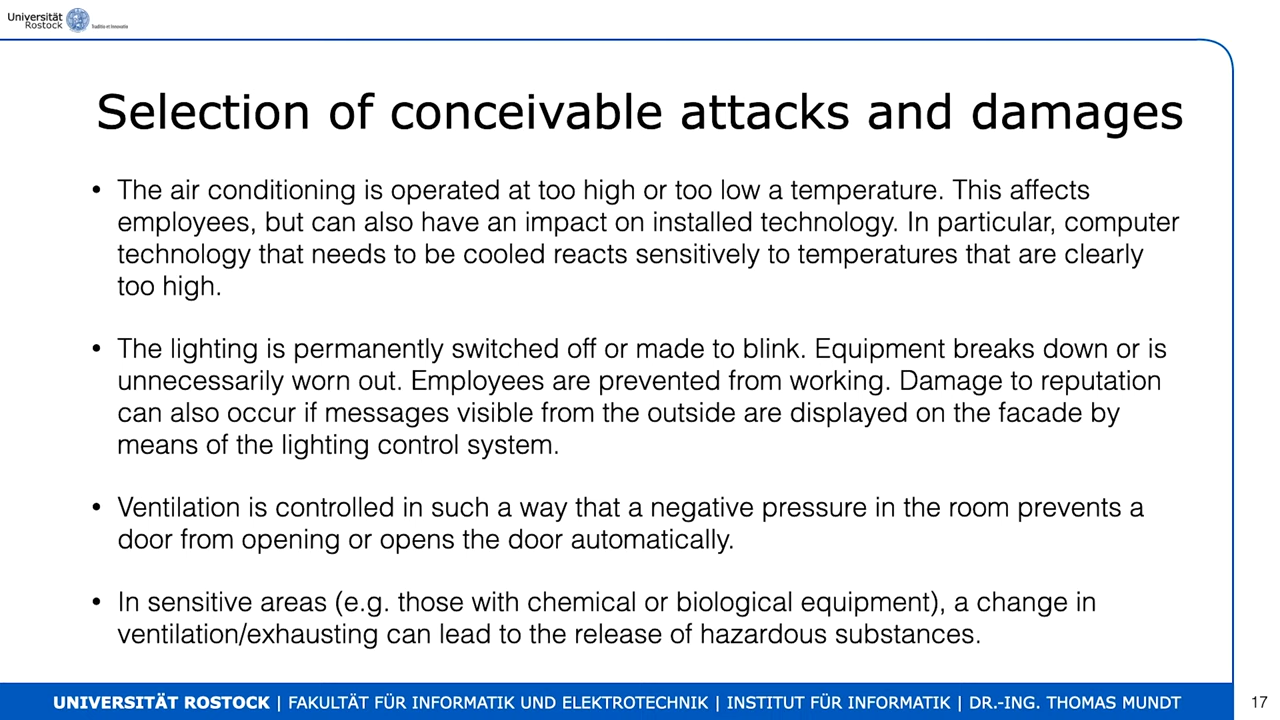 Universität
Rostock
Traditio et Innovatio
Selection of conceivable attacks and damages
• The air conditioning is operated at too high or too low a temperature. This affects
employees, but can also have an impact on installed technology. In particular, computer
technology that needs to be cooled reacts sensitively to temperatures that are clearly
too high.
• The lighting is permanently switched off or made to blink. Equipment breaks down or is
unnecessarily worn out. Employees are prevented from working. Damage to reputation
can also occur if messages visible from the outside are displayed on the facade by
means of the lighting control system.
• Ventilation is controlled in such a way that a negative pressure in the room prevents a
door from opening or opens the door automatically.
• In sensitive areas (e.g. those with chemical or biological equipment), a change in
ventilation/exhausting can lead to the release of hazardous substances.
UNIVERSITÄT ROSTOCK | FAKULTÄT FÜR INFORMATIK UND ELEKTROTECHNIK | INSTITUT FÜR INFORMATIK | DR.-ING. THOMAS MUNDT
17